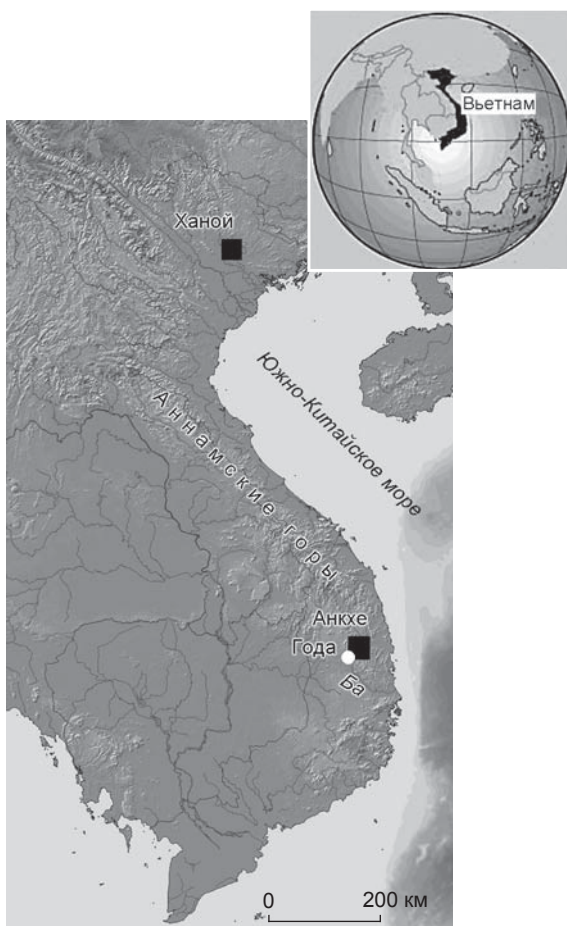 Вьетнам
Ханой
Южно-Китайское море
Аннамские горы
Анкхе
Года
Ба
0 200 км